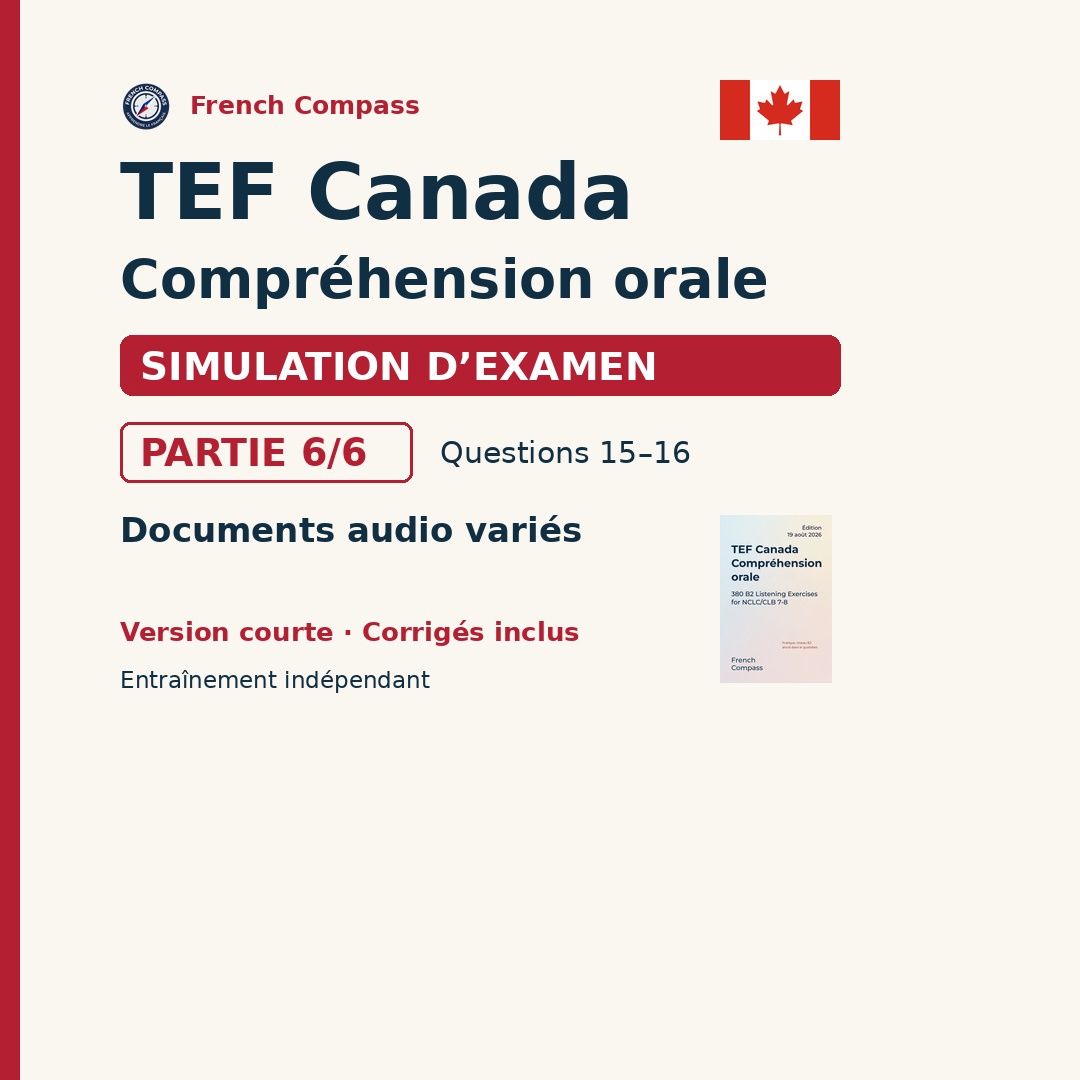 FRENCH COMPASS
French Compass
TEF Canada
Compréhension orale
SIMULATION D’EXAMEN
PARTIE 6/6
Questions 15–16
Documents audio variés
Édition
19 août 2026
TEF Canada
Compréhension
orale
380 B2 Listening Exercises
for NCLC/CLB 7-8
French
Compass
Version courte · Corrigés inclus
Entraînement indépendant